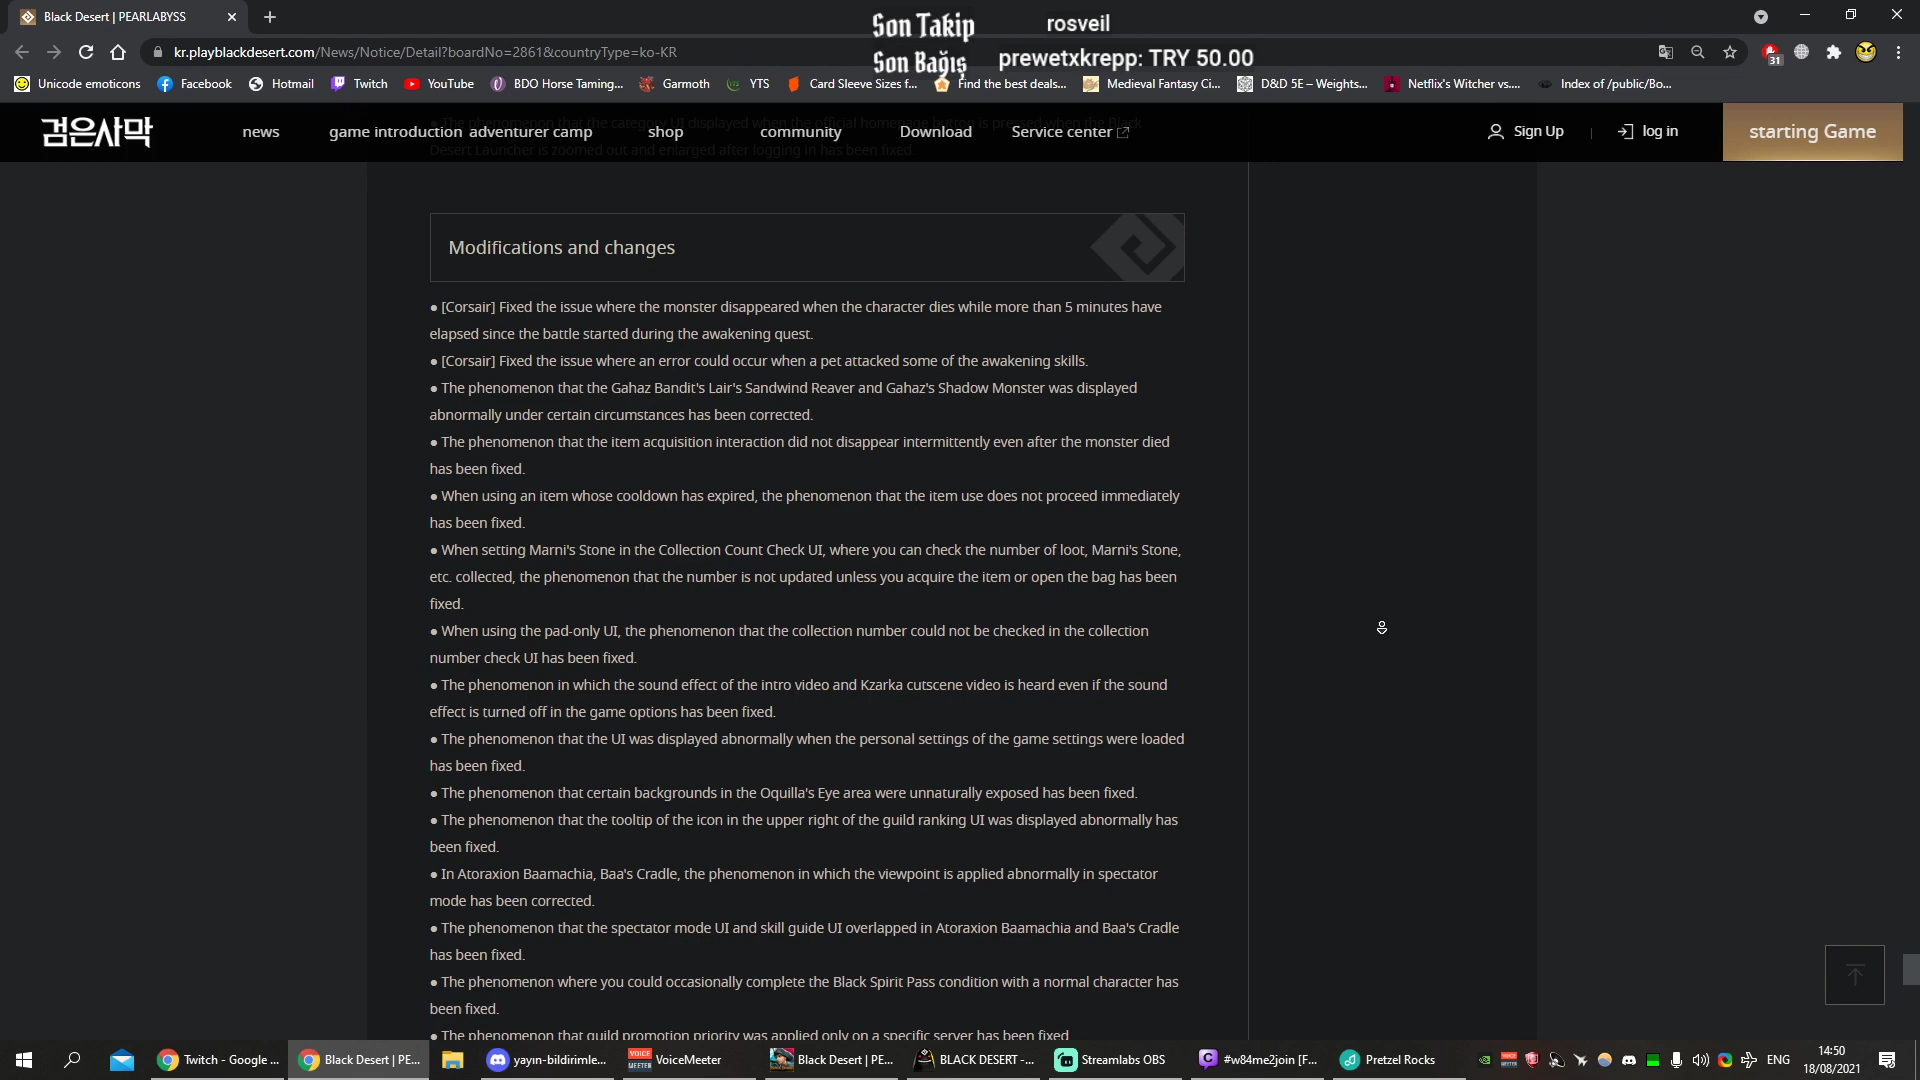 Black Desert | PEARLABYSS
Son Takip rosveil
kr.playblackdesert.com/News/Notice/Detail?boardNo=2861&countryType=ko-KR
Son Bağış prewetxkrepp: TRY 50.00
31
Unicode emoticons Facebook Hotmail Twitch YouTube BDO Horse Taming... Garmoth YTS Card Sleeve Sizes f... Find the best deals... Medieval Fantasy Ci... D&D 5E – Weights... Netflix's Witcher vs.... Index of /public/Bo...
The phenomenon that the category UI displayed when the official homepage button is pressed when the Black
검은사막 news game introduction adventurer camp shop community Download Service center Sign Up log in starting Game
Desert Launcher is zoomed out and enlarged after logging in has been fixed
Modifications and changes
● [Corsair] Fixed the issue where the monster disappeared when the character dies while more than 5 minutes have
elapsed since the battle started during the awakening quest.
● [Corsair] Fixed the issue where an error could occur when a pet attacked some of the awakening skills.
● The phenomenon that the Gahaz Bandit's Lair's Sandwind Reaver and Gahaz's Shadow Monster was displayed
abnormally under certain circumstances has been corrected.
● The phenomenon that the item acquisition interaction did not disappear intermittently even after the monster died
has been fixed.
● When using an item whose cooldown has expired, the phenomenon that the item use does not proceed immediately
has been fixed.
● When setting Marni's Stone in the Collection Count Check UI, where you can check the number of loot, Marni's Stone,
etc. collected, the phenomenon that the number is not updated unless you acquire the item or open the bag has been
fixed.
● When using the pad-only UI, the phenomenon that the collection number could not be checked in the collection
number check UI has been fixed.
● The phenomenon in which the sound effect of the intro video and Kzarka cutscene video is heard even if the sound
effect is turned off in the game options has been fixed.
● The phenomenon that the UI was displayed abnormally when the personal settings of the game settings were loaded
has been fixed.
● The phenomenon that certain backgrounds in the Oquilla's Eye area were unnaturally exposed has been fixed.
● The phenomenon that the tooltip of the icon in the upper right of the guild ranking UI was displayed abnormally has
been fixed.
● In Atoraxion Baamachia, Baa's Cradle, the phenomenon in which the viewpoint is applied abnormally in spectator
mode has been corrected.
● The phenomenon that the spectator mode UI and skill guide UI overlapped in Atoraxion Baamachia and Baa's Cradle
has been fixed.
● The phenomenon where you could occasionally complete the Black Spirit Pass condition with a normal character has
been fixed.
● The phenomenon that guild promotion priority was applied only on a specific server has been fixed
Twitch - Google ... Black Desert | PE... yayın-bildirimle... VoiceMeeter Black Desert | PE... BLACK DESERT -... Streamlabs OBS #w84me2join [F... Pretzel Rocks ENG 14:50
18/08/2021